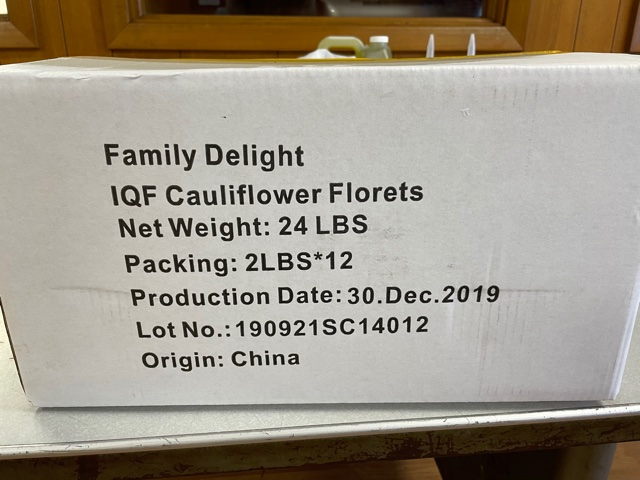 Family Delight
IQF Cauliflower Florets
Net Weight: 24 LBS
Packing: 2LBS*12
Production Date: 30.Dec.2019
Lot No.: 190921SC14012
Origin: China